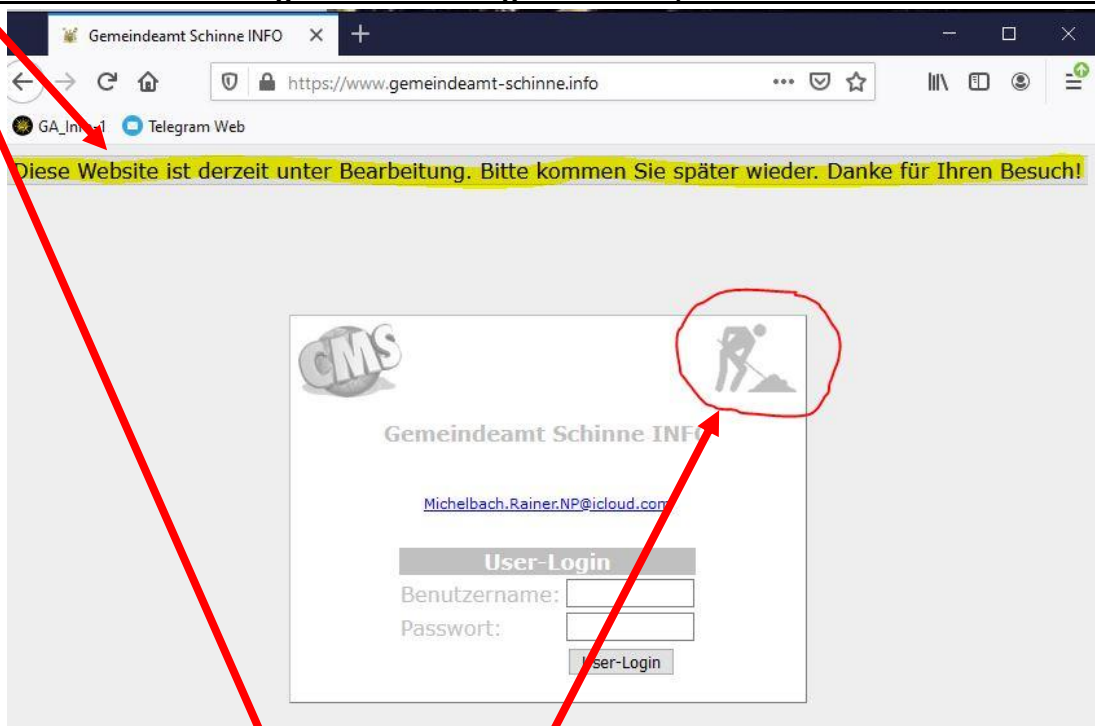 Gemeindeamt Schinne INFO
https://www.gemeindeamt-schinne.info
Telegram Web
Diese Website ist derzeit unter Bearbeitung. Bitte kommen Sie später wieder. Danke für Ihren Besuch!
CMS
Gemeindeamt Schinne INFO
Michelbach.Rainer.NP@icloud.com
User-Login
Benutzername:
Passwort:
User-Login